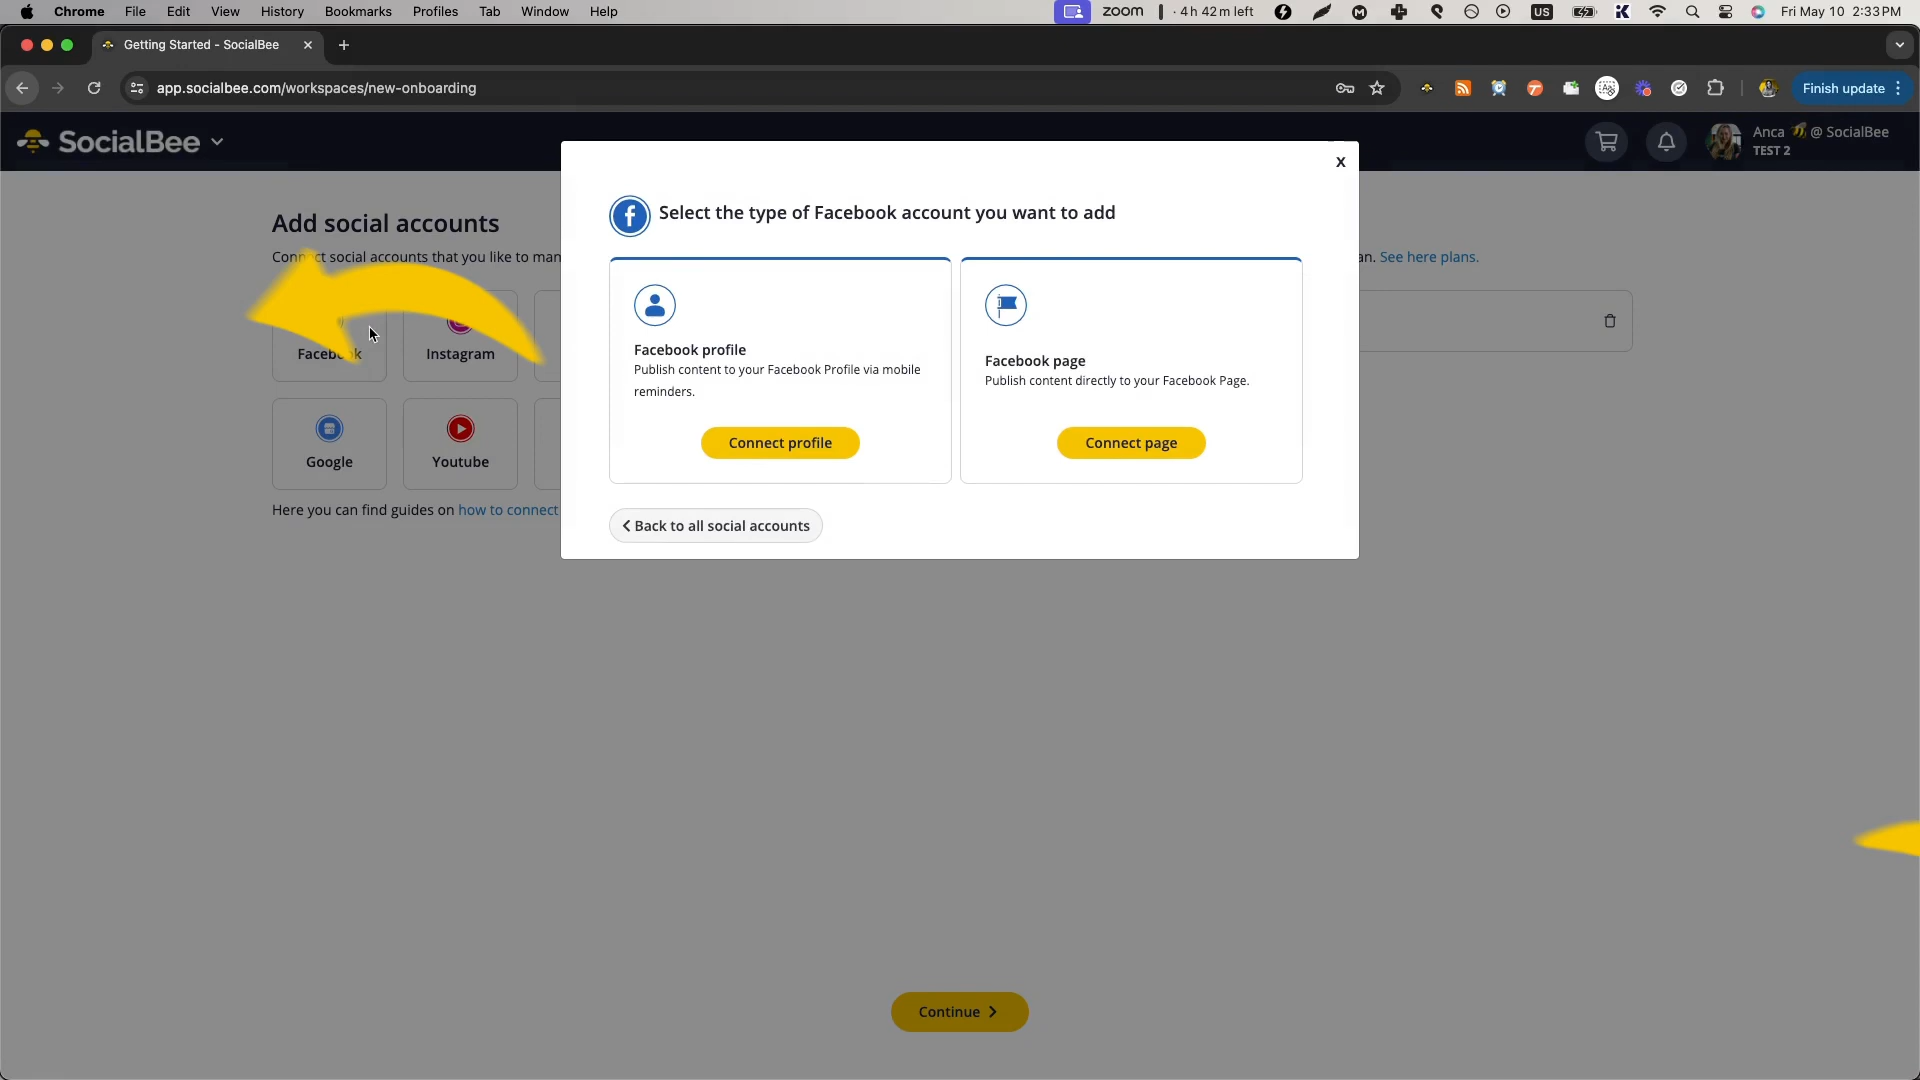 Chrome File Edit View History Bookmarks Profiles Tab Window Help zoom · 4h 42m left US Fri May 10 2:33 PM
Getting Started - SocialBee
app.socialbee.com/workspaces/new-onboarding Finish update
SocialBee
Anca @ SocialBee
TEST 2
x
Select the type of Facebook account you want to add
Facebook profile
Publish content to your Facebook Profile via mobile
reminders.
Connect profile
Facebook page
Publish content directly to your Facebook Page.
Connect page
Back to all social accounts
Add social accounts
social accounts that you like to See here plans.
Instagram
Google
Youtube
Here you can find guides on how to connect
Continue